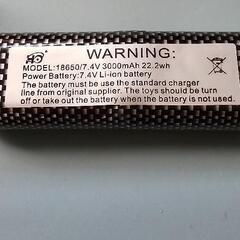 WARNING:
MODEL:18650/7.4V 3000mAh 22.2wh
Power Battery:7.4V Li-ion battery
Please must be use the standard charger
line from original supplier. The toys should be turn
off or take out the battery when the battery is not used.